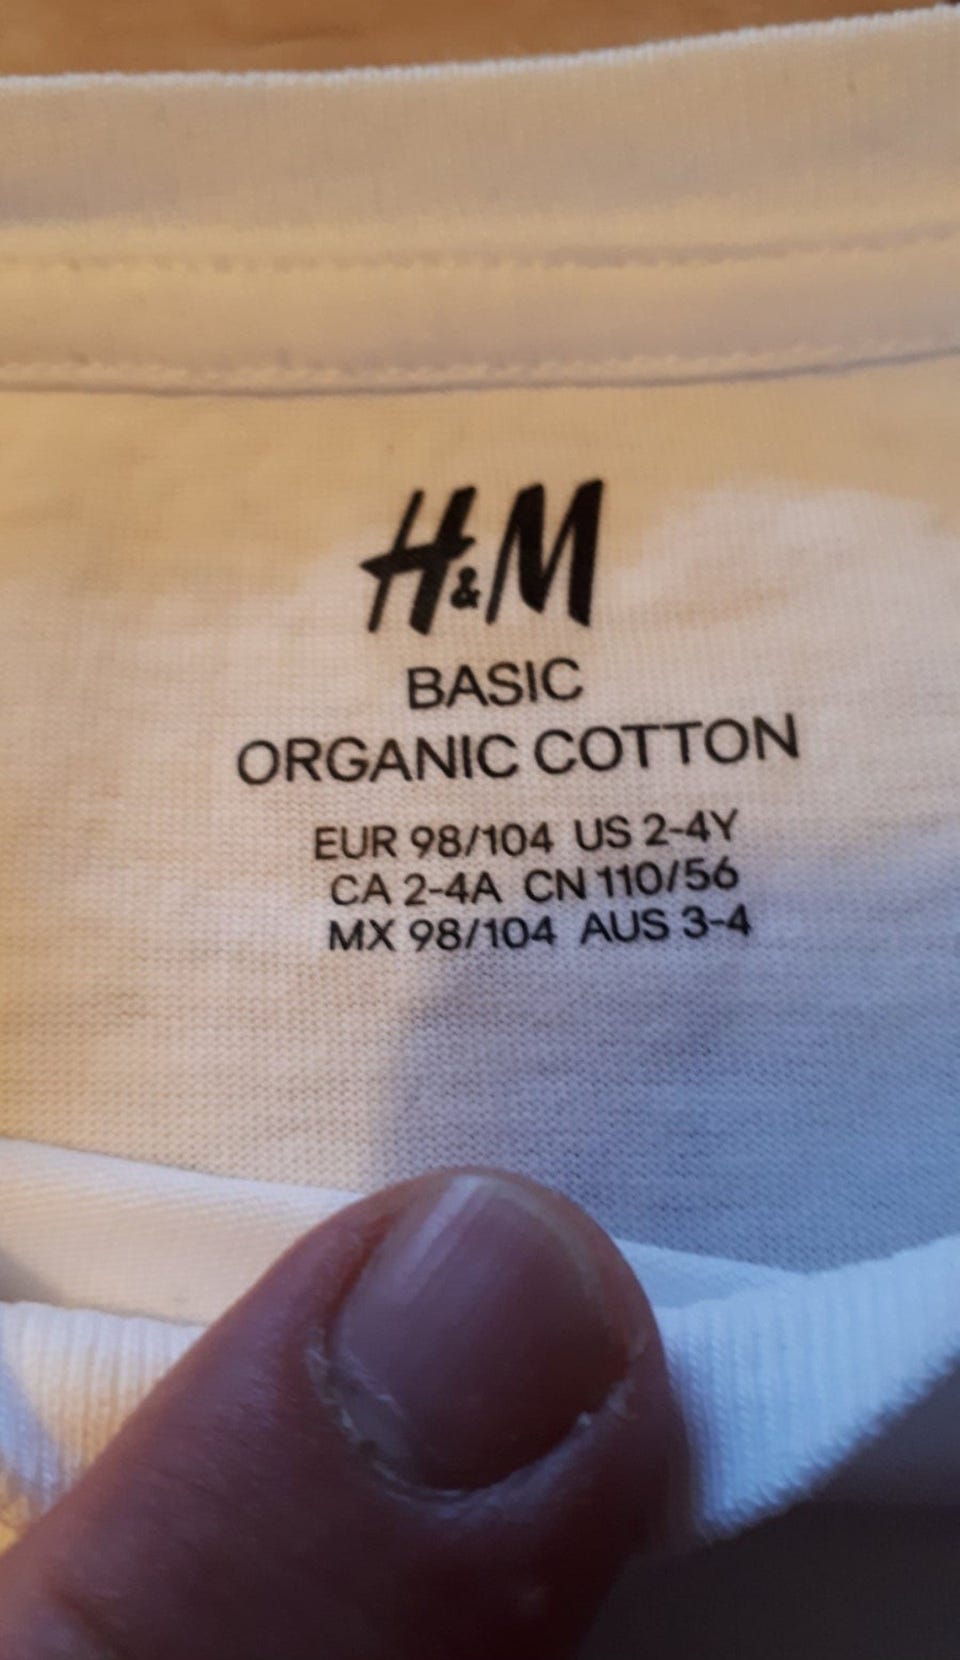 H&M
BASIC
ORGANIC COTTON
EUR 98/104 US 2-4Y
CA 2-4A CN 110/56
MX 98/104 AUS 3-4